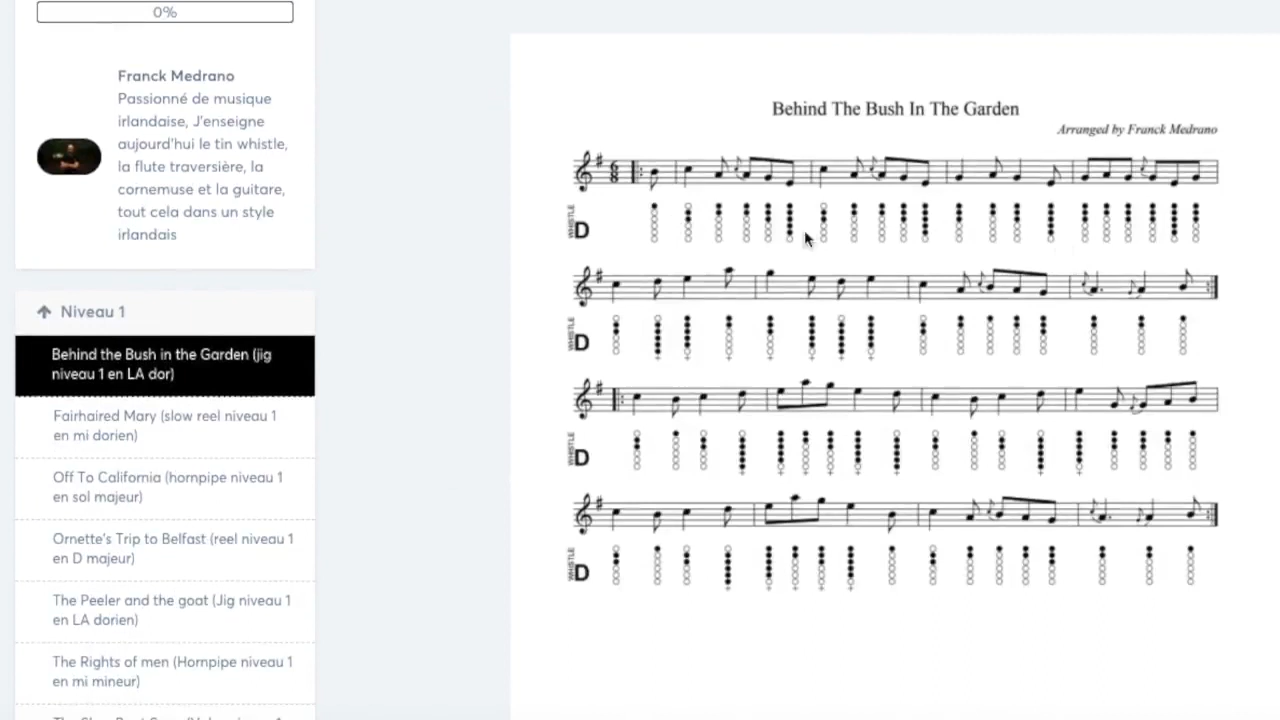 0%
Franck Medrano
Passionné de musique
irlandaise, J'enseigne
aujourd'hui le tin whistle,
la flute traversière, la
cornemuse et la guitare,
tout cela dans un style
irlandais
Niveau 1
Behind the Bush in the Garden (jig
niveau 1 en LA dor)
Fairhaired Mary (slow reel niveau 1
en mi dorien)
Off To California (hornpipe niveau 1
en sol majeur)
Ornette's Trip to Belfast (reel niveau 1
en D majeur)
The Peeler and the goat (Jig niveau 1
en LA dorien)
The Rights of men (Hornpipe niveau 1
en mi mineur)
Behind The Bush In The Garden
Arranged by Franck Medrano
6
8
WHISTLE D
WHISTLE D
WHISTLE D
WHISTLE D